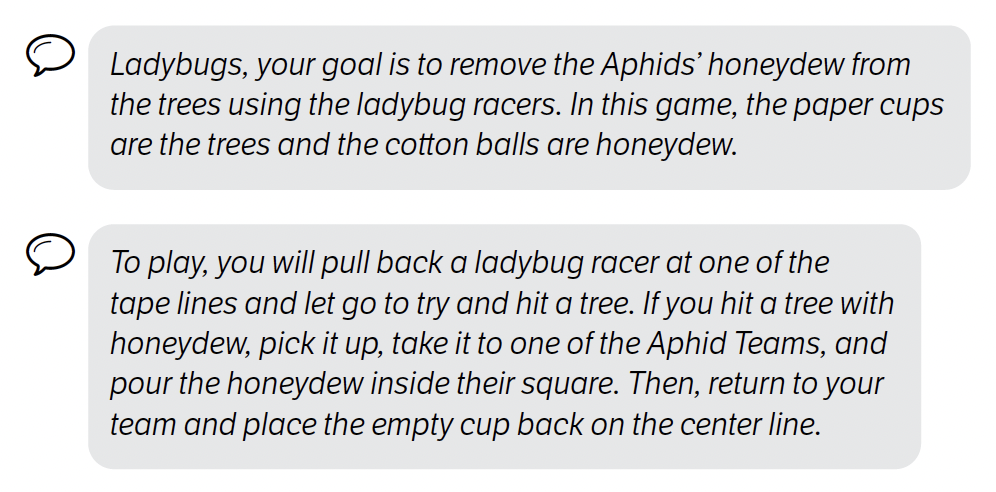 Ladybugs, your goal is to remove the Aphids’ honeydew from
the trees using the ladybug racers. In this game, the paper cups
are the trees and the cotton balls are honeydew.
To play, you will pull back a ladybug racer at one of the
tape lines and let go to try and hit a tree. If you hit a tree with
honeydew, pick it up, take it to one of the Aphid Teams, and
pour the honeydew inside their square. Then, return to your
team and place the empty cup back on the center line.